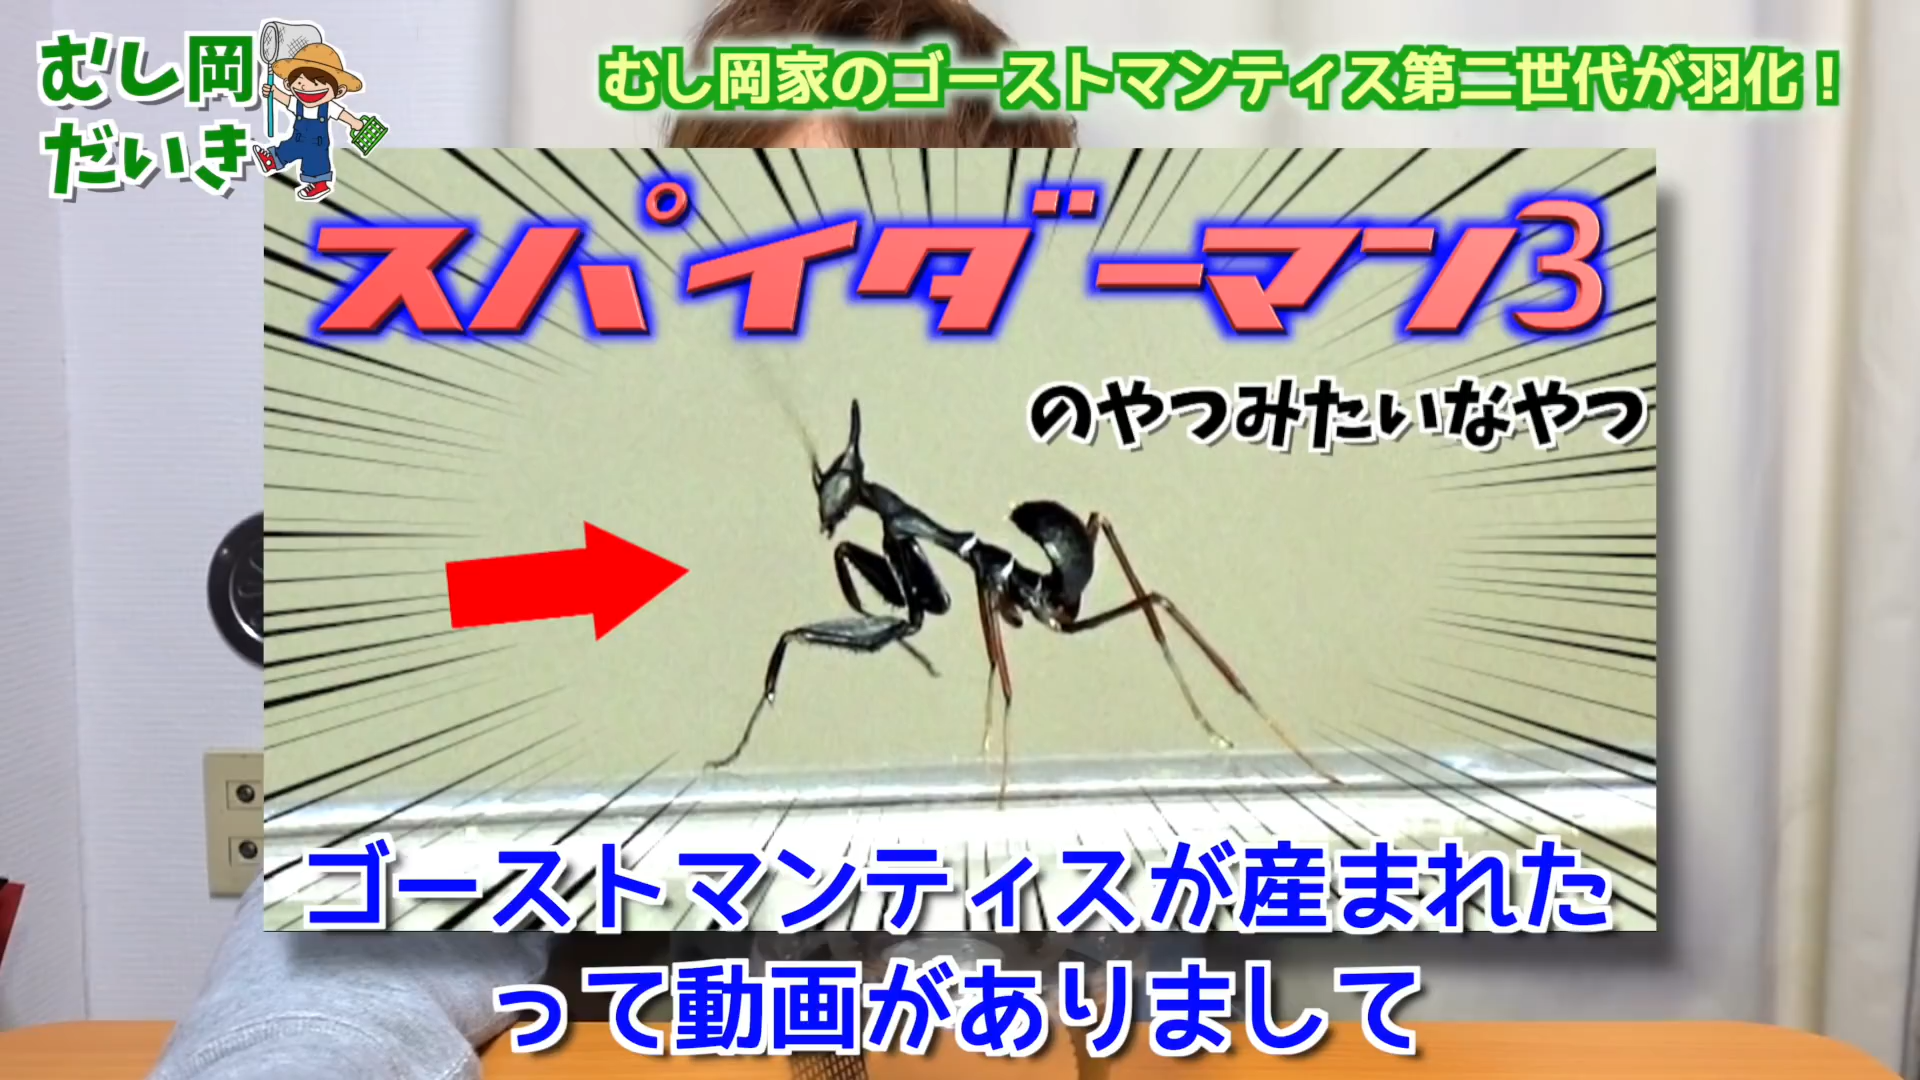 むし岡
だいき
むし岡家のゴーストマンティス第二世代が羽化！
スパイダーマン3
のやつみたいなやつ
ゴーストマンティスが産まれた
って動画がありまして